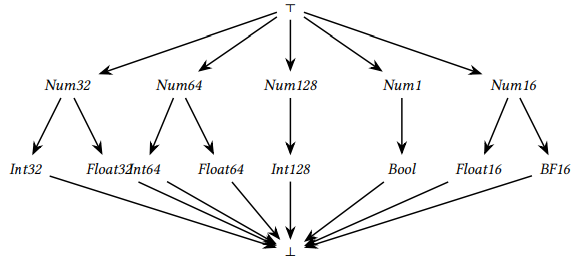 ⊤
Num32 Num64 Num128 Num1 Num16
Int32 Float32 Int64 Float64 Int128 Bool Float16 BF16
⊥